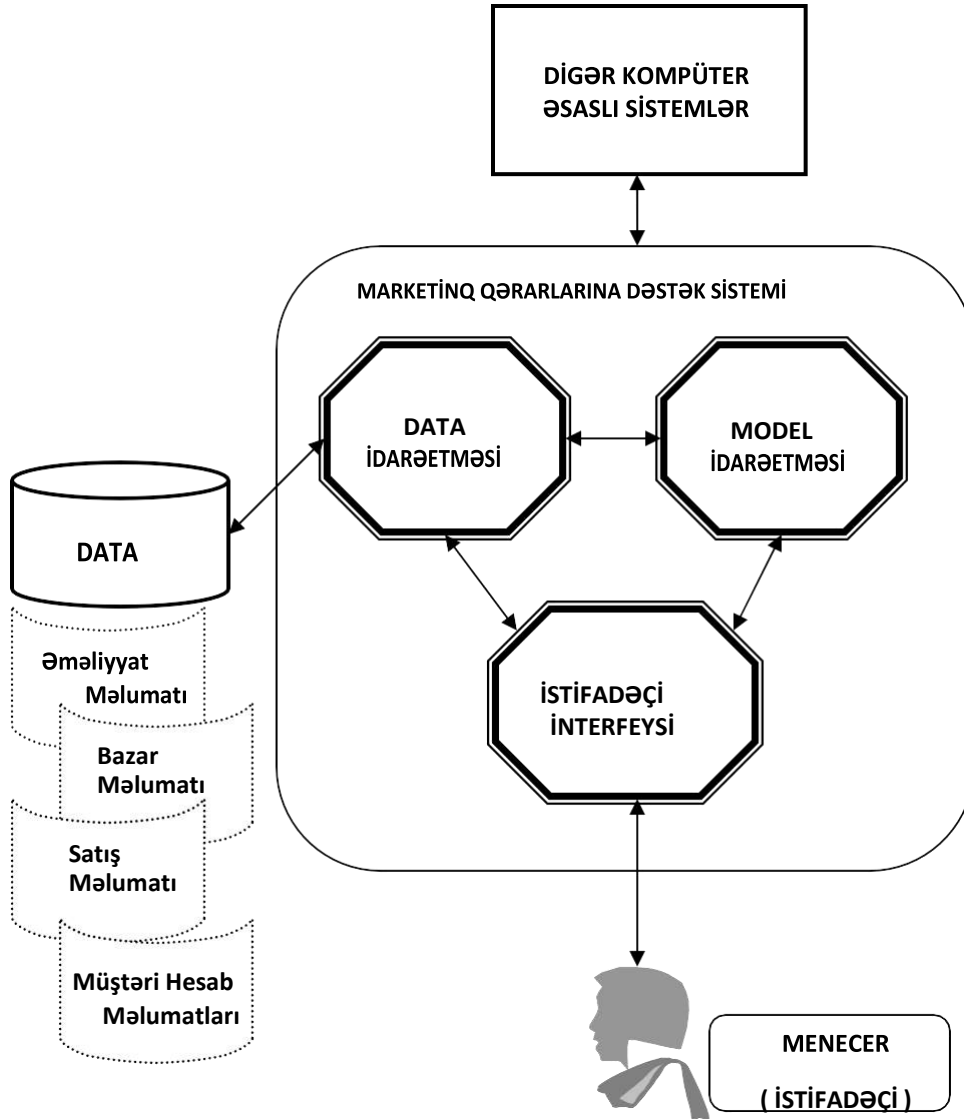 DİGƏR KOMPÜTER
ƏSASLI SİSTEMLƏR
MARKETİNQ QƏRARLARINA DƏSTƏK SİSTEMİ
DATA
İDARƏETMƏSİ
MODEL
İDARƏETMƏSİ
DATA
Əməliyyat
Məlumatı
Bazar
Məlumatı
Satış
Məlumatı
Müştəri Hesab
Məlumatları
İSTİFADƏÇİ
İNTERFEYSİ
MENECER
( İSTİFADƏÇİ )